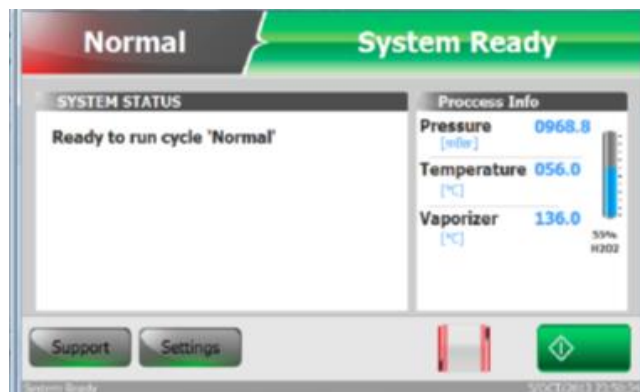 Normal
System Ready
SYSTEM STATUS
Ready to run cycle 'Normal'
Proccess Info
Pressure 0968.8
[mBar]
Temperature 056.0
[°C]
Vaporizer 136.0
[°C]
H2O2
Support
Settings
System Ready